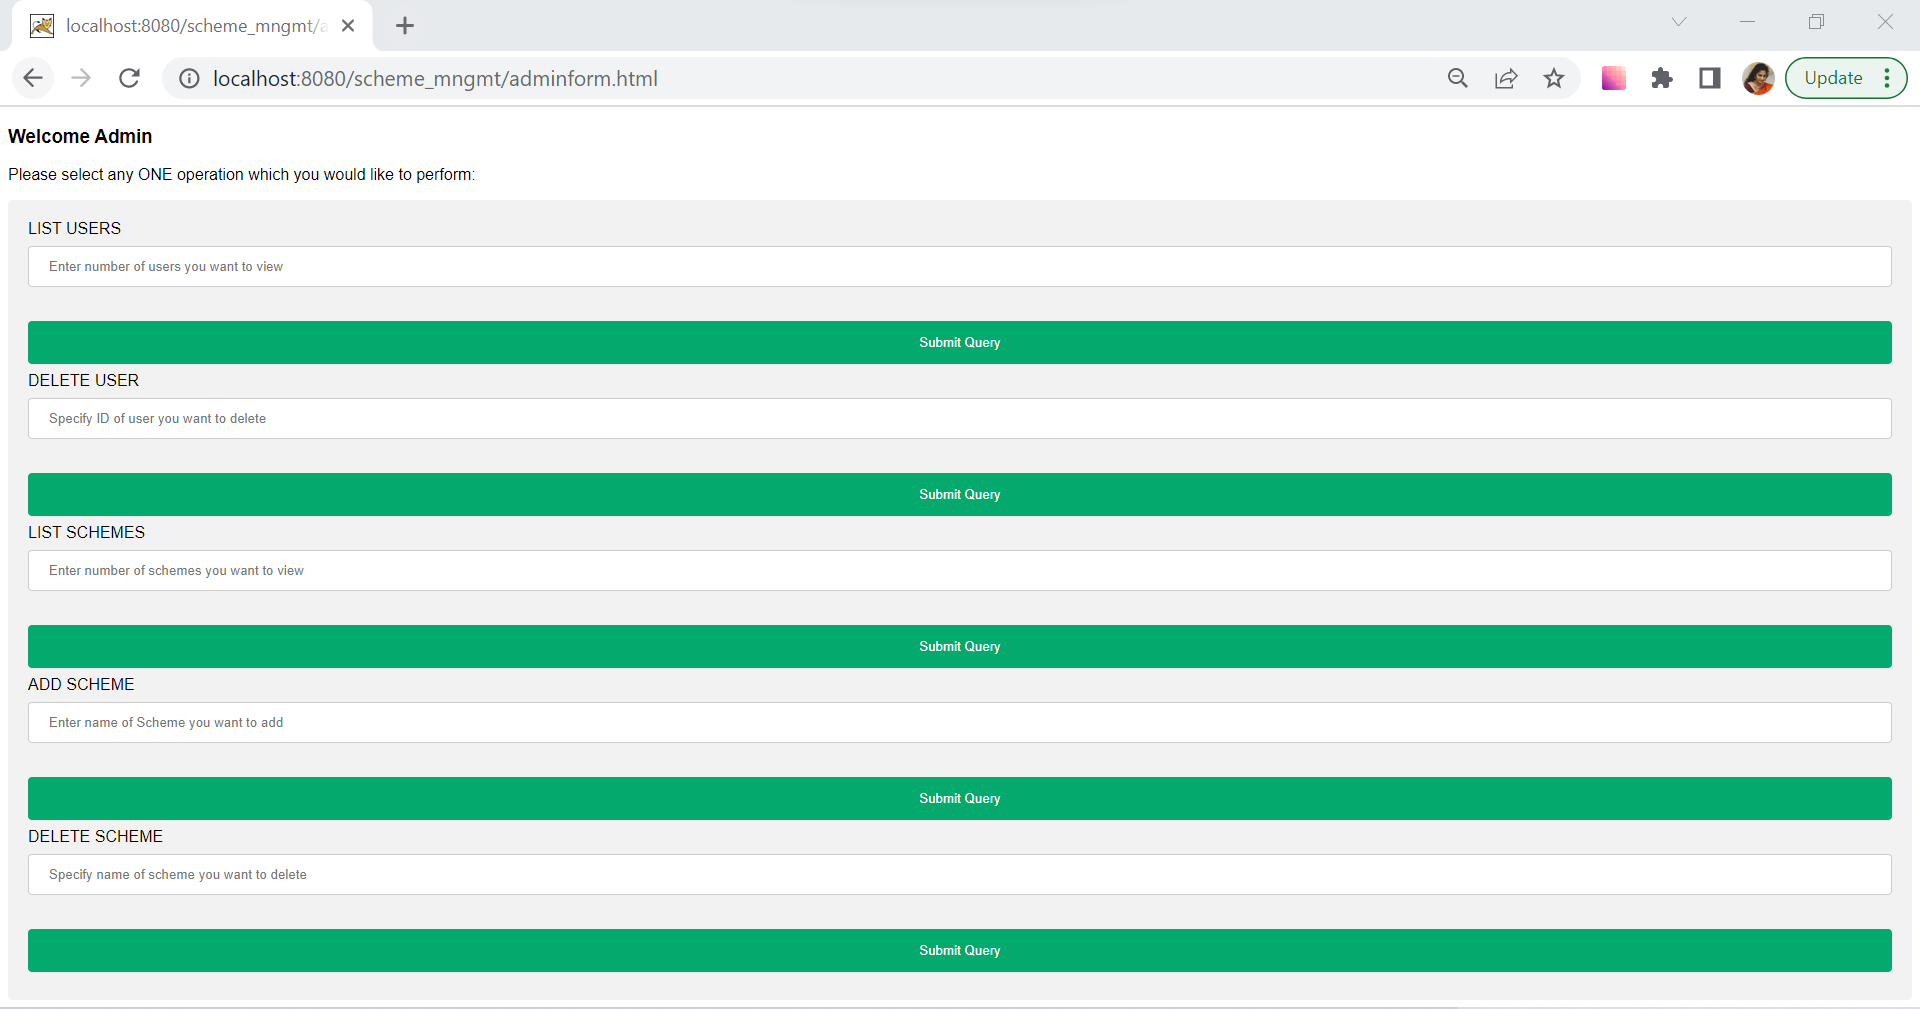 localhost:8080/scheme_mngmt/a
localhost:8080/scheme_mngmt/adminform.html
Update
Welcome Admin
Please select any ONE operation which you would like to perform:
LIST USERS
Enter number of users you want to view
Submit Query
DELETE USER
Specify ID of user you want to delete
Submit Query
LIST SCHEMES
Enter number of schemes you want to view
Submit Query
ADD SCHEME
Enter name of Scheme you want to add
Submit Query
DELETE SCHEME
Specify name of scheme you want to delete
Submit Query